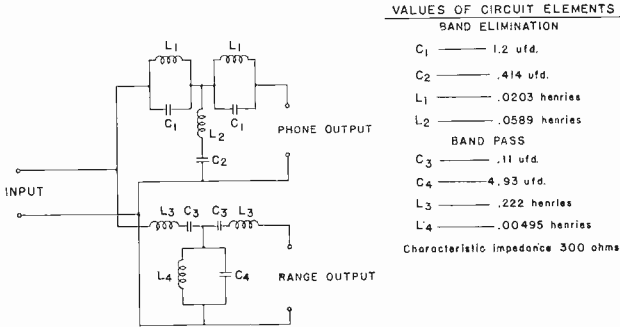 VALUES OF CIRCUIT ELEMENTS
BAND ELIMINATION
C1 1.2 ufd.
C2 .414 ufd.
L1 .0203 henries
L2 .0589 henries
BAND PASS
C3 .11 ufd.
C4 4.93 ufd.
L3 .222 henries
L4 .00495 henries
Characteristic impedance 300 ohms
L1 L1
C1 C1
L2
PHONE OUTPUT
C2
INPUT
L3 C3 C3 L3
L4 C4
RANGE OUTPUT